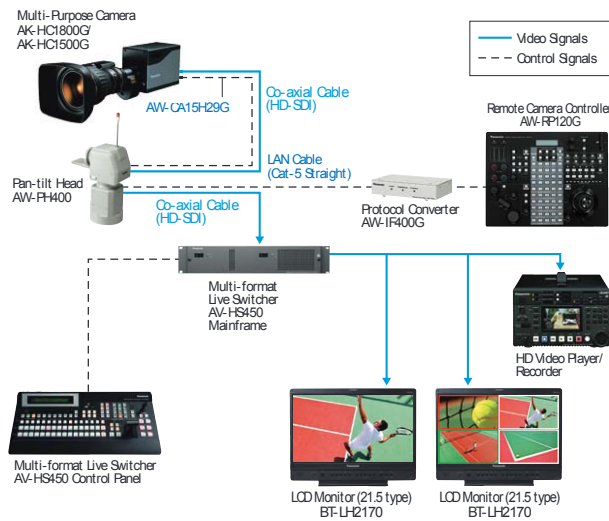 Multi-Purpose Camera
AK-HC1800G/
AK-HC1500G
Video Signals
Control Signals
Co-axial Cable
(HD-SDI)
AW-CA15H29G
Remote Camera Controller
AW-RP120G
LAN Cable
(Cat-5 Straight)
Pan-tilt Head
AW-PH400
Co-axial Cable
(HD-SDI)
Protocol Converter
AW-IF400G
Multi-format
Live Switcher
AV-HS450
Mainframe
HD Video Player/
Recorder
Multi-format Live Switcher
AV-HS450 Control Panel
LCD Monitor (21.5 type)
BT-LH2170
LCD Monitor (21.5 type)
BT-LH2170